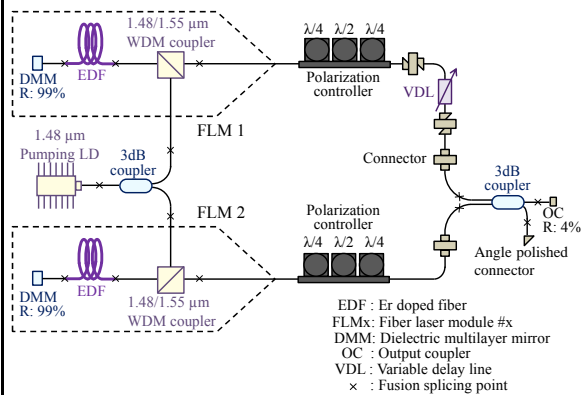 1.48/1.55 µm
WDM coupler
λ/4 λ/2 λ/4
EDF
DMM
R: 99%
Polarization
controller
VDL
FLM 1
1.48 µm
Pumping LD
3dB
coupler
Connector
3dB
coupler
OC
R: 4%
FLM 2
Polarization
controller
λ/4 λ/2 λ/4
Angle polished
connector
EDF
DMM
R: 99%
1.48/1.55 µm
WDM coupler
EDF : Er doped fiber
FLMx : Fiber laser module #x
DMM: Dielectric multilayer mirror
OC : Output coupler
VDL : Variable delay line
× : Fusion splicing point